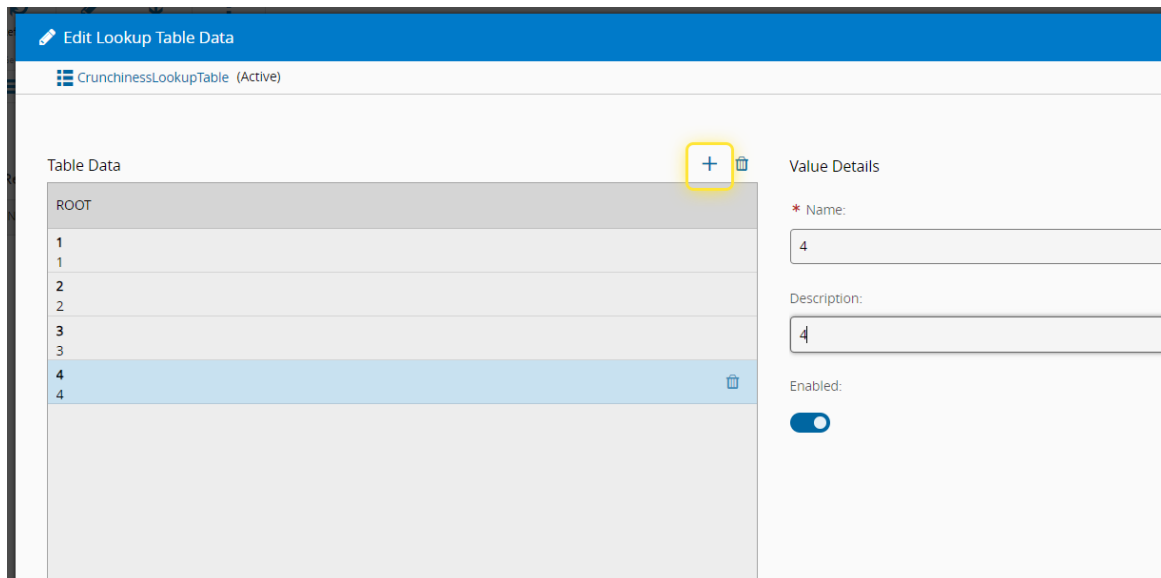 Edit Lookup Table Data
CrunchinessLookupTable (Active)
Table Data
ROOT
1
1
2
2
3
3
4
4
Value Details
* Name:
4
Description:
4
Enabled: